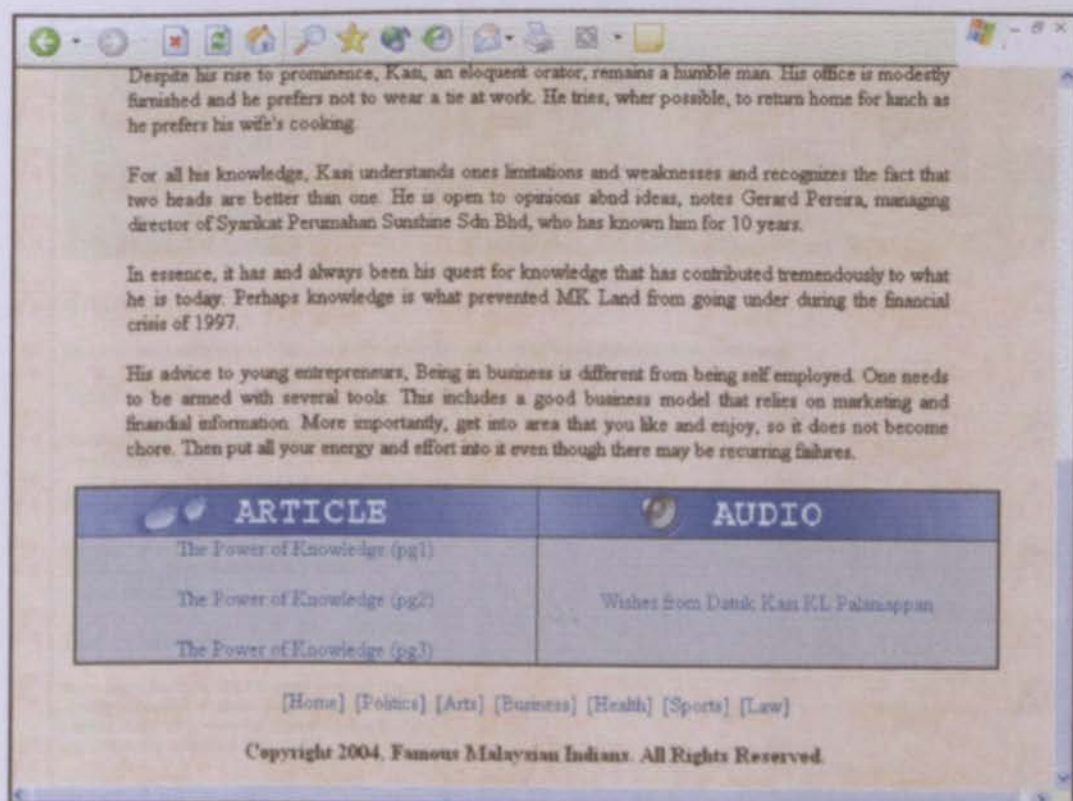 Despite his rise to prominence, Kasi, an eloquent orator, remains a humble man. His office is modestly
furnished and he prefers not to wear a tie at work. He tries, wher possible, to return home for lunch as
he prefers his wife's cooking.
For all his knowledge, Kasi understands ones limitations and weaknesses and recognizes the fact that
two heads are better than one. He is open to opinions abnd ideas, notes Gerard Pereira, managing
director of Syarikat Perumahan Sunshine Sdn Bhd, who has known him for 10 years.
In essence, it has and always been his quest for knowledge that has contributed tremendously to what
he is today. Perhaps knowledge is what prevented MK Land from going under during the financial
crisis of 1997.
His advice to young entrepreneurs, Being in business is different from being self employed. One needs
to be armed with several tools. This includes a good business model that relies on marketing and
financial information. More importantly, get into area that you like and enjoy, so it does not become
chore. Then put all your energy and effort into it even though there may be recurring failures.
ARTICLE AUDIO
The Power of Knowledge (pg1)
The Power of Knowledge (pg2) Wishes from Datuk Kasi KL Palaniappan
The Power of Knowledge (pg3)
[Home] [Politics] [Arts] [Business] [Health] [Sports] [Law]
Copyright 2004, Famous Malaysian Indians. All Rights Reserved.